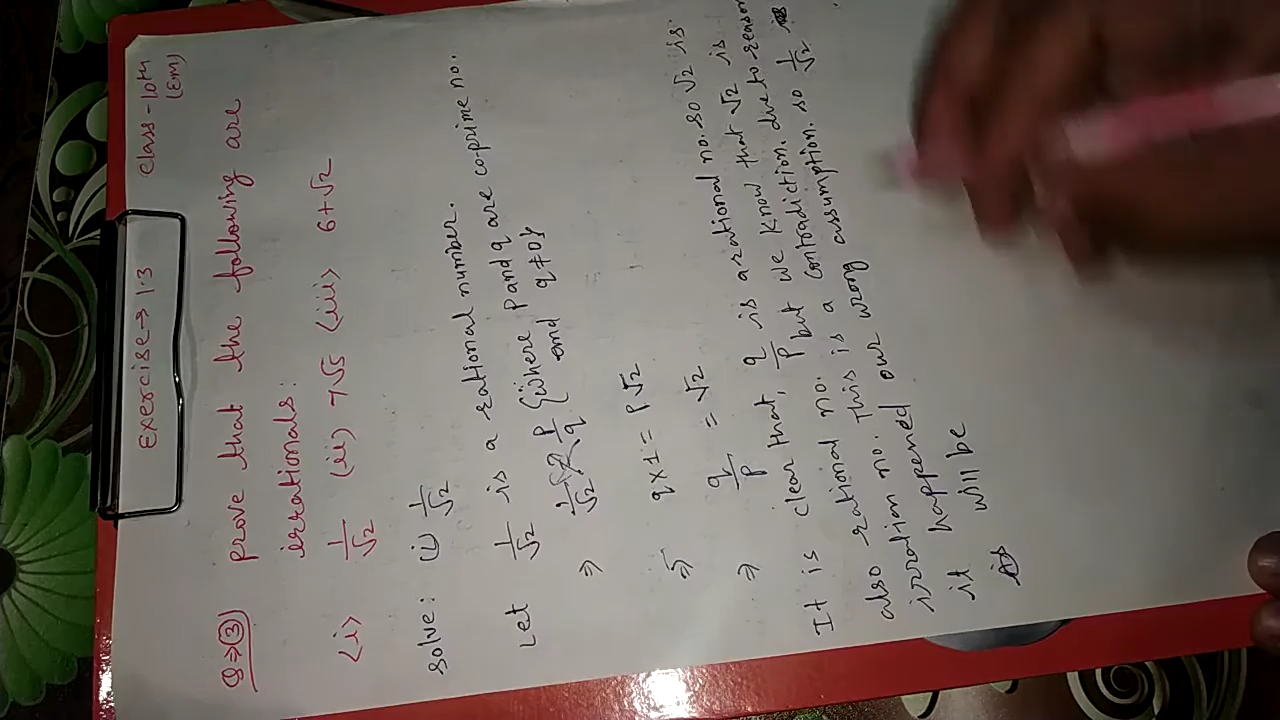 Exercise → 1.3
Class - 10th
(EM)
Q⇒(3) prove that the following are
irrationals:
(i) 1/√2 (ii) 7√5 (iii) 6+√2
Solve: (i) 1/√2
Let 1/√2 is a rational number.
⇒ 1/√2 = p/q {where p and q are co-prime no.
and q≠0}
⇒ q×1 = p√2
⇒ q/p = √2
It is clear that, q/p is a rational no. so √2 is
also rational no. but we know that √2 is
irration no. This is a contradiction. due to reason
it happened our wrong assumption. so 1/√2
will be